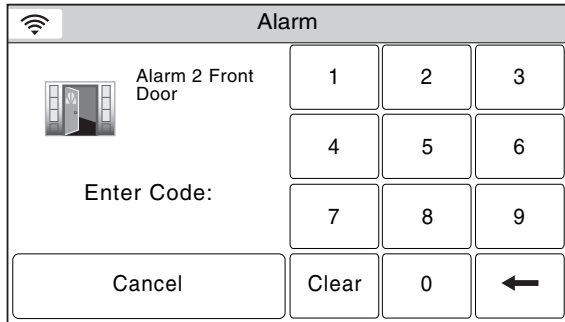 Alarm
Alarm 2 Front
Door
Enter Code:
1 2 3
4 5 6
7 8 9
Cancel Clear 0